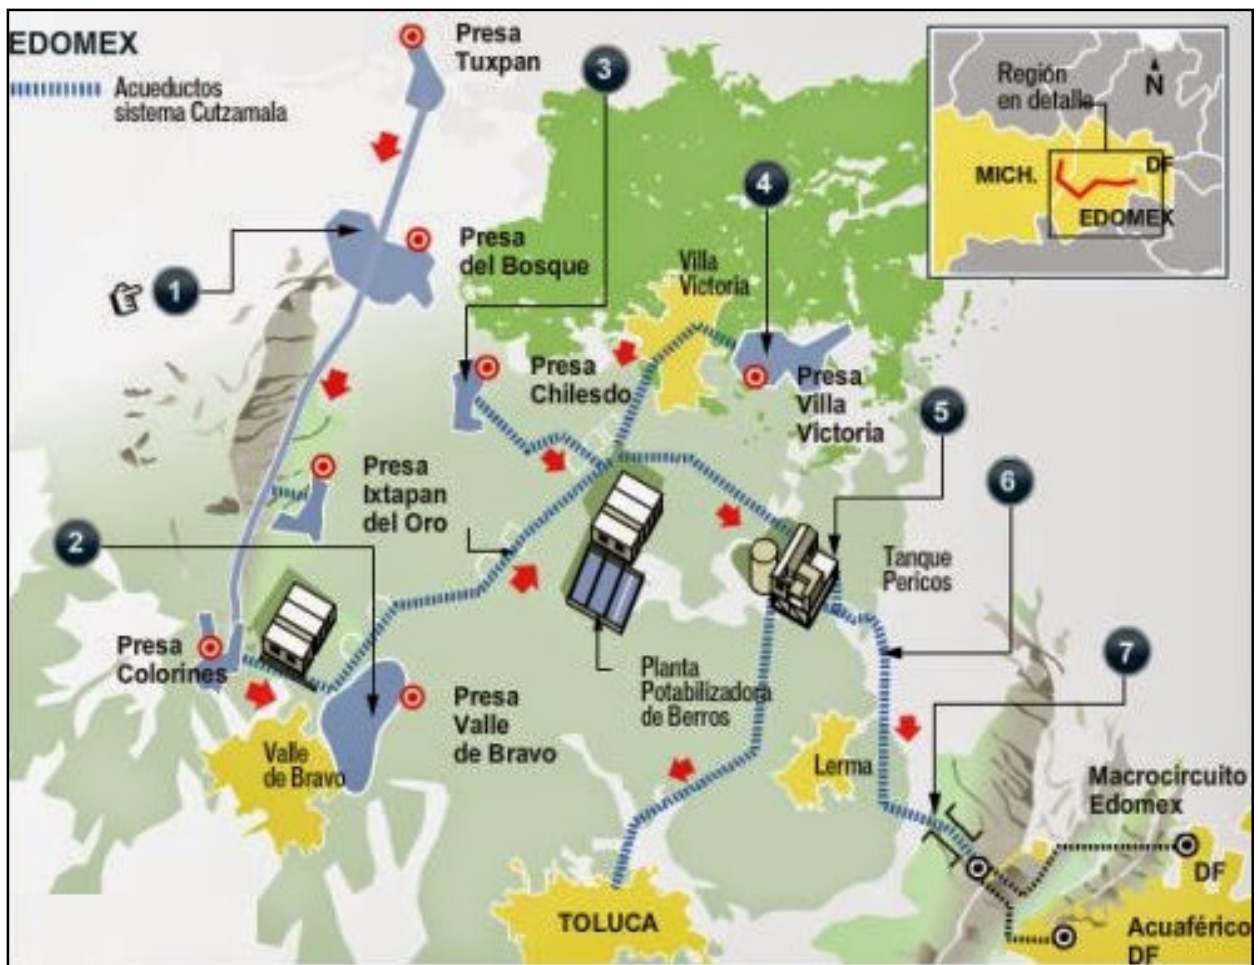 EDOMEX
Acueductos
sistema Cutzamala
Presa
Tuxpan
3
Región
en detalle
N
MICH.
DF
EDOMEX
4
1
Presa
del Bosque
Villa
Victoria
Presa
Chilesdo
Presa
Villa
Victoria
5
Presa
Ixtapan
del Oro
6
2
Tanque
Pericos
Presa
Colorines
Planta
Potabilizadora
de Berros
7
Presa
Valle
de Bravo
Valle
de Bravo
Lerma
Macrocircuito
Edomex
DF
TOLUCA
Acuaférico
DF